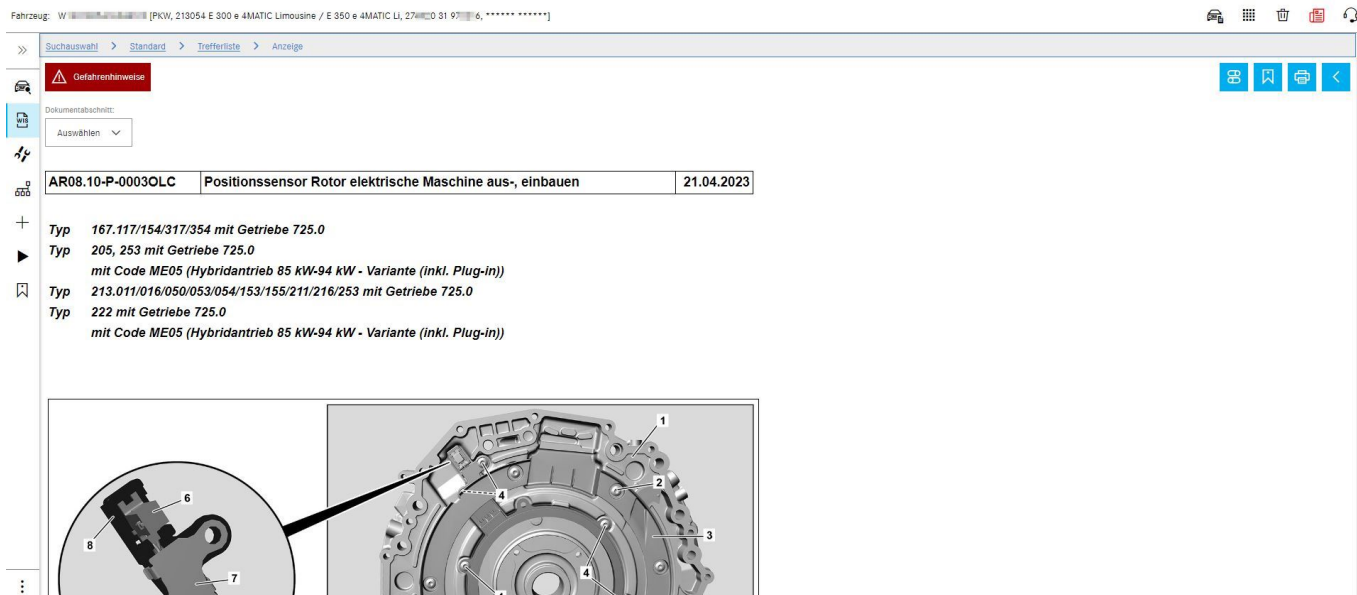 Fahrzeug: W [PKW, 213054 E 300 e 4MATIC Limousine / E 350 e 4MATIC Li, 31 6, ****** ******]
Suchauswahl > Standard > Trefferliste > Anzeige
Gefahrenhinweise
WIS
Dokumentabschnitt:
Auswählen
AR08.10-P-0003OLC Positionssensor Rotor elektrische Maschine aus-, einbauen 21.04.2023
Typ 167.117/154/317/354 mit Getriebe 725.0
Typ 205, 253 mit Getriebe 725.0
mit Code ME05 (Hybridantrieb 85 kW-94 kW - Variante (inkl. Plug-in))
Typ 213.011/016/050/053/054/153/155/211/216/253 mit Getriebe 725.0
Typ 222 mit Getriebe 725.0
mit Code ME05 (Hybridantrieb 85 kW-94 kW - Variante (inkl. Plug-in))
1
2
6
4
3
8
4
7
4